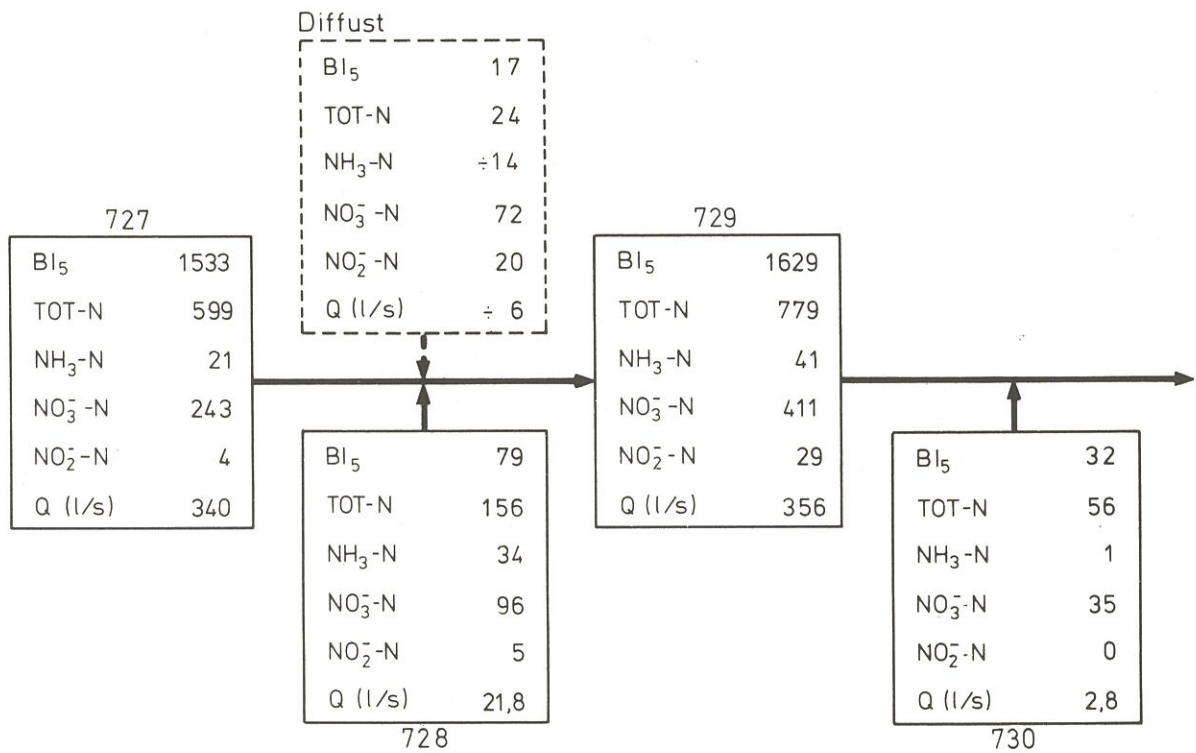 Diffust
BI₅ 17
TOT-N 24
NH₃-N ÷14
NO₃⁻-N 72
NO₂⁻-N 20
Q (l/s) ÷ 6
727
BI₅ 1533
TOT-N 599
NH₃-N 21
NO₃⁻-N 243
NO₂⁻-N 4
Q (l/s) 340
BI₅ 79
TOT-N 156
NH₃-N 34
NO₃⁻-N 96
NO₂⁻-N 5
Q (l/s) 21,8
728
729
BI₅ 1629
TOT-N 779
NH₃-N 41
NO₃⁻-N 411
NO₂⁻-N 29
Q (l/s) 356
BI₅ 32
TOT-N 56
NH₃-N 1
NO₃⁻-N 35
NO₂⁻-N 0
Q (l/s) 2,8
730